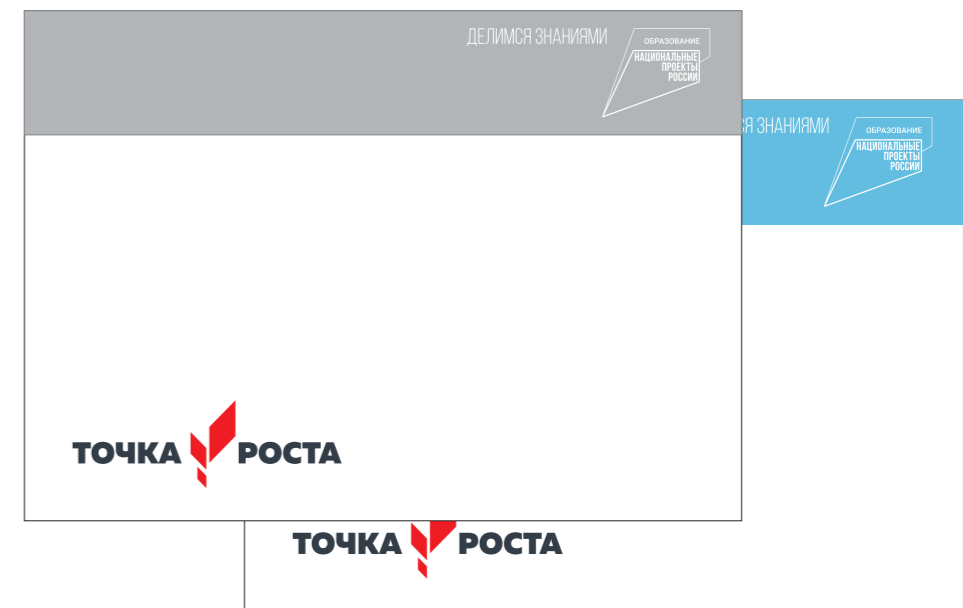 ДЕЛИМСЯ ЗНАНИЯМИ
ОБРАЗОВАНИЕ
НАЦИОНАЛЬНЫЕ
ПРОЕКТЫ
РОССИИ
СЯ ЗНАНИЯМИ
ОБРАЗОВАНИЕ
НАЦИОНАЛЬНЫЕ
ПРОЕКТЫ
РОССИИ
ТОЧКА РОСТА
ТОЧКА РОСТА